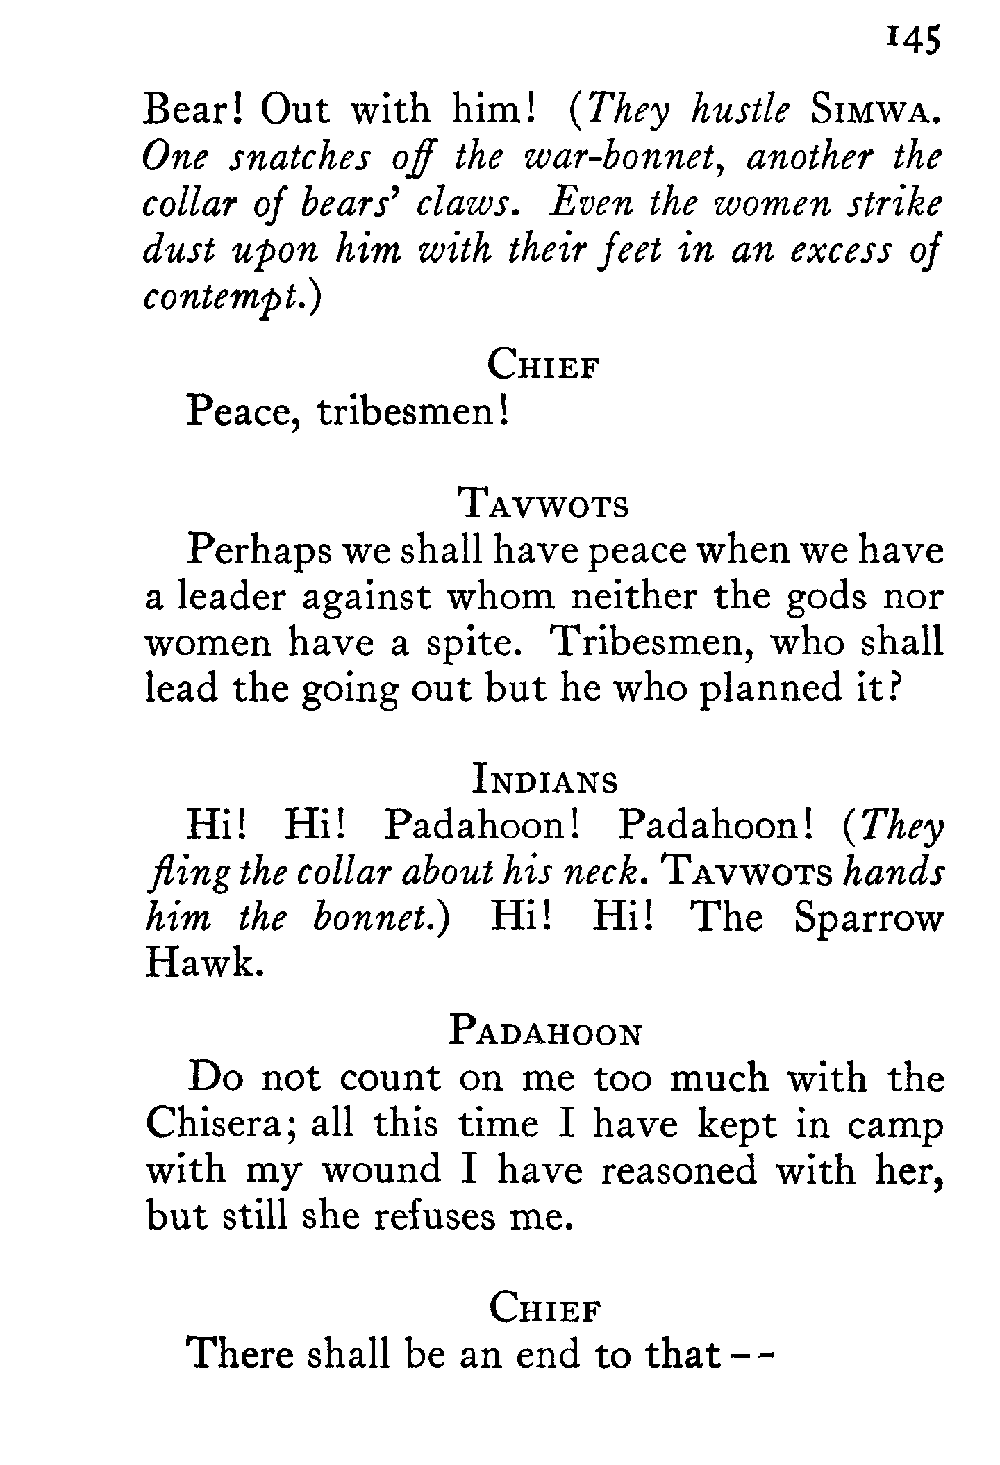 145
Bear! Out with him! (They hustle SIMWA.
One snatches off the war-bonnet, another the
collar of bears' claws. Even the women strike
dust upon him with their feet in an excess of
contempt.)
CHIEF
Peace, tribesmen!
TAVWOTS
Perhaps we shall have peace when we have
a leader against whom neither the gods nor
women have a spite. Tribesmen, who shall
lead the going out but he who planned it?
INDIANS
Hi! Hi! Padahoon! Padahoon! (They
fling the collar about his neck. TAVWOTS hands
him the bonnet.) Hi! Hi! The Sparrow
Hawk.
PADAHOON
Do not count on me too much with the
Chisera; all this time I have kept in camp
with my wound I have reasoned with her,
but still she refuses me.
CHIEF
There shall be an end to that – -